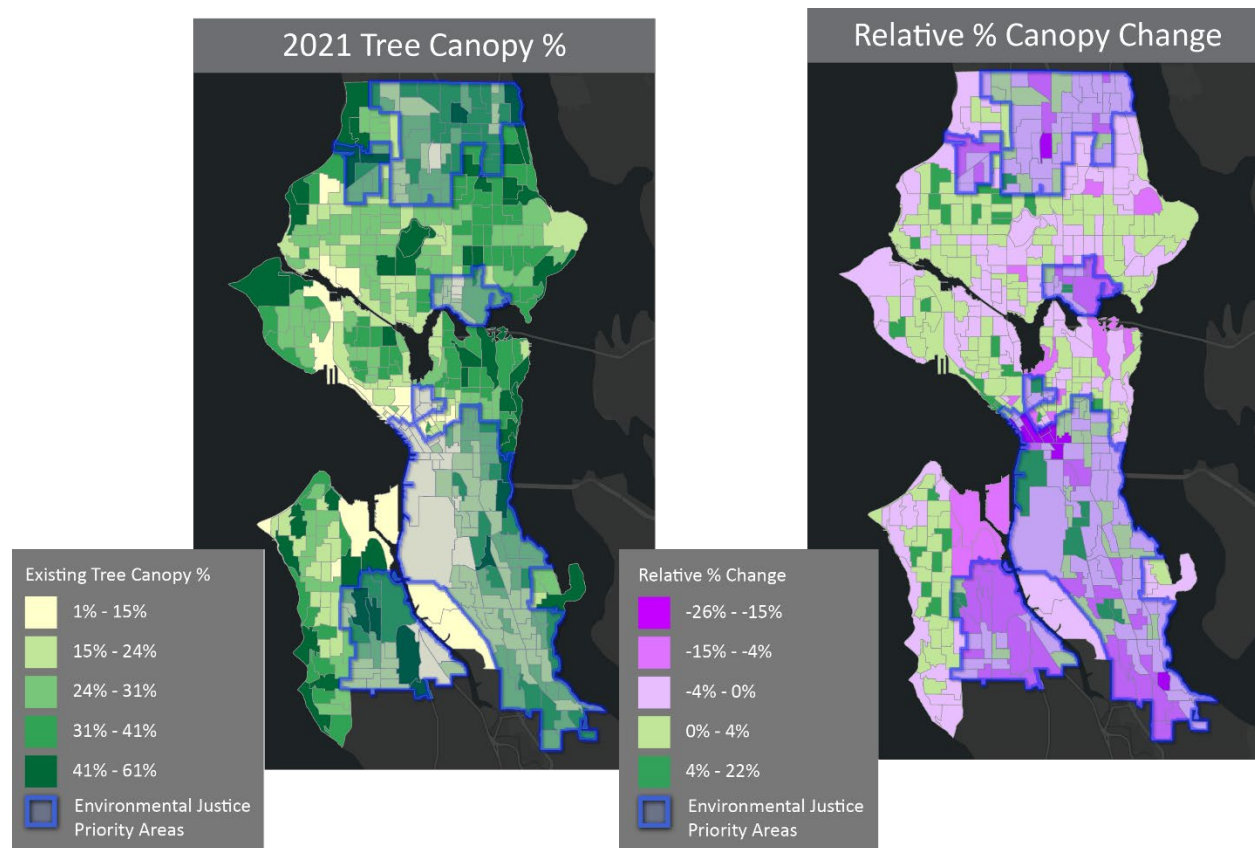 2021 Tree Canopy %
Existing Tree Canopy %
1% - 15%
15% - 24%
24% - 31%
31% - 41%
41% - 61%
Environmental Justice
Priority Areas
Relative % Canopy Change
Relative % Change
-26% - -15%
-15% - -4%
-4% - 0%
0% - 4%
4% - 22%
Environmental Justice
Priority Areas